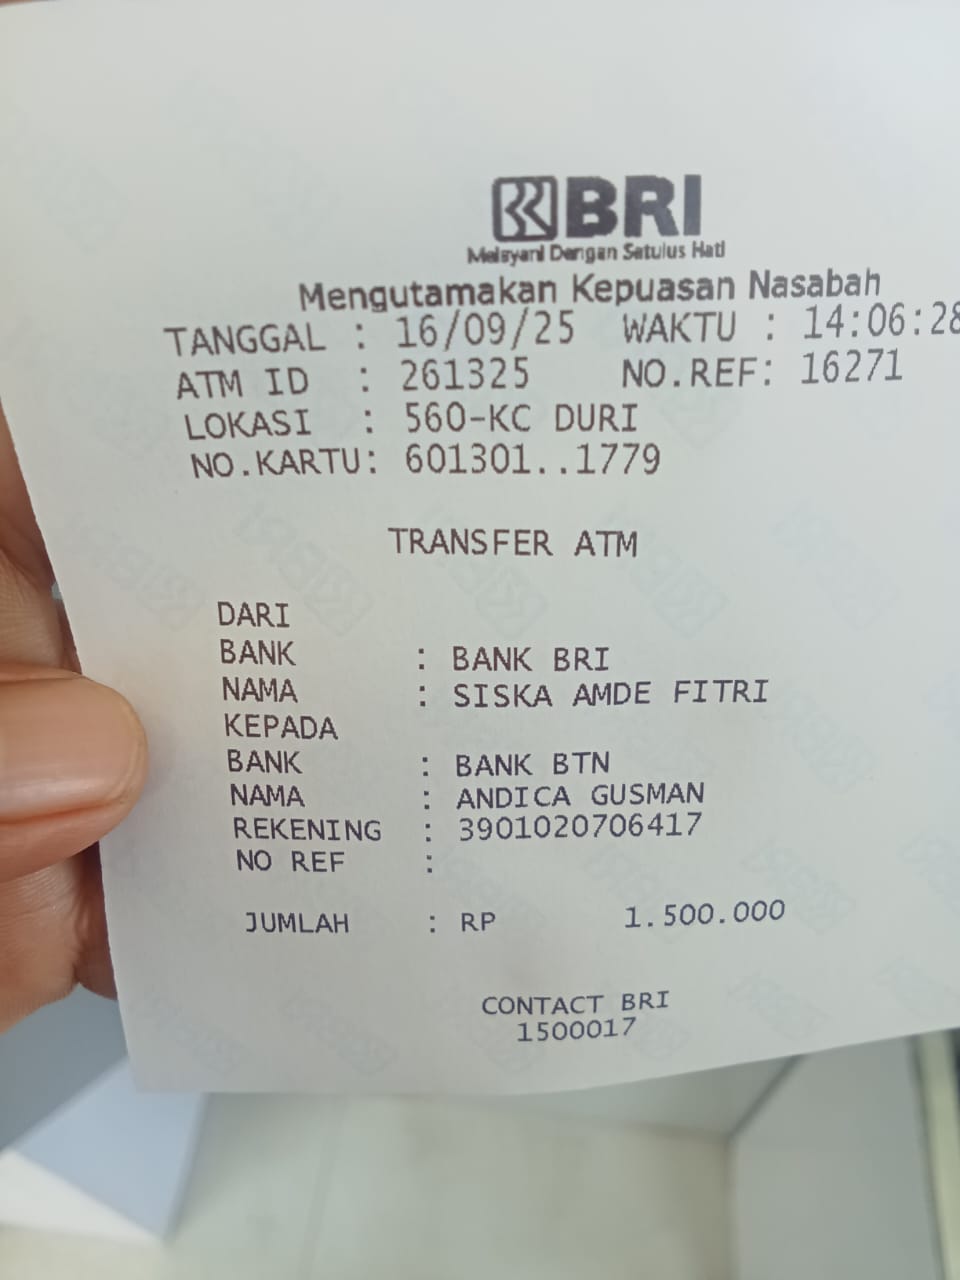 BRI
Melayani Dengan Setulus Hati
Mengutamakan Kepuasan Nasabah
TANGGAL : 16/09/25 WAKTU : 14:06:28
ATM ID : 261325 NO.REF: 16271
LOKASI : 560-KC DURI
NO.KARTU: 601301..1779
TRANSFER ATM
DARI
BANK : BANK BRI
NAMA : SISKA AMDE FITRI
KEPADA
BANK : BANK BTN
NAMA : ANDICA GUSMAN
REKENING : 3901020706417
NO REF :
JUMLAH : RP 1.500.000
CONTACT BRI
1500017